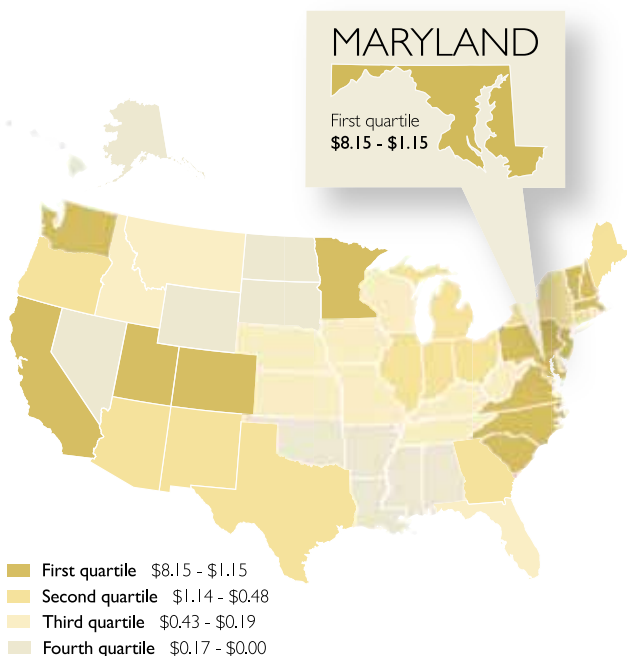 MARYLAND
First quartile
$8.15 - $1.15
First quartile $8.15 - $1.15
Second quartile $1.14 - $0.48
Third quartile $0.43 - $0.19
Fourth quartile $0.17 - $0.00